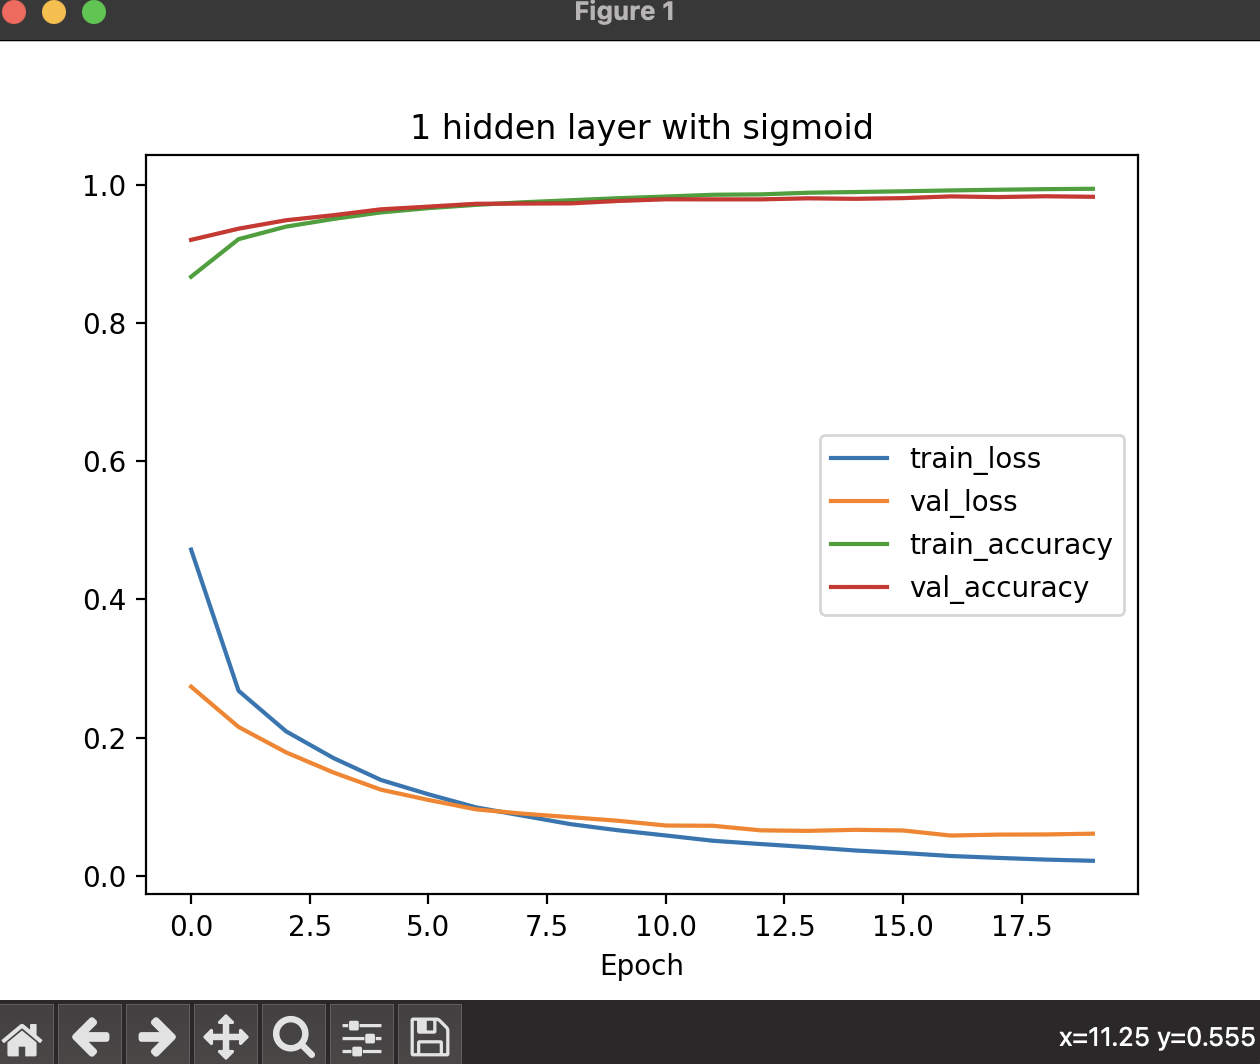 Figure 1
1 hidden layer with sigmoid
1.0
0.8
0.6
0.4
0.2
0.0
train_loss
val_loss
train_accuracy
val_accuracy
0.0 2.5 5.0 7.5 10.0 12.5 15.0 17.5
Epoch
x=11.25 y=0.555